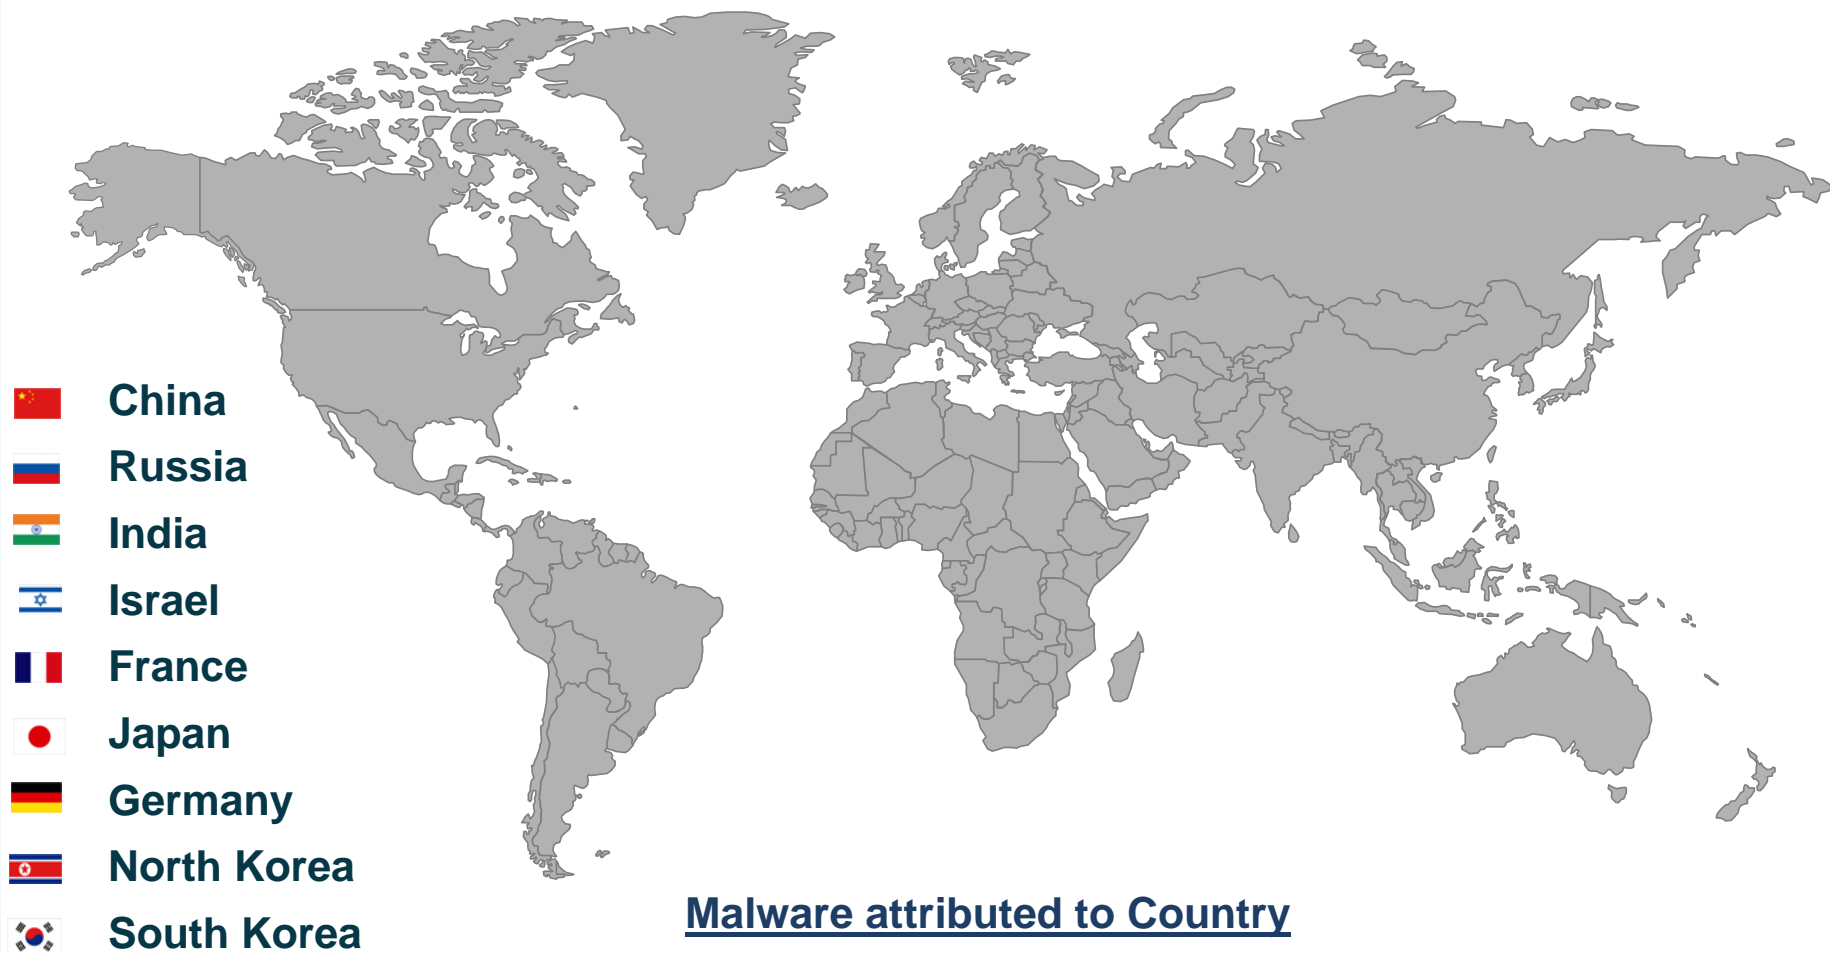 China
Russia
India
Israel
France
Japan
Germany
North Korea
South Korea
Malware attributed to Country